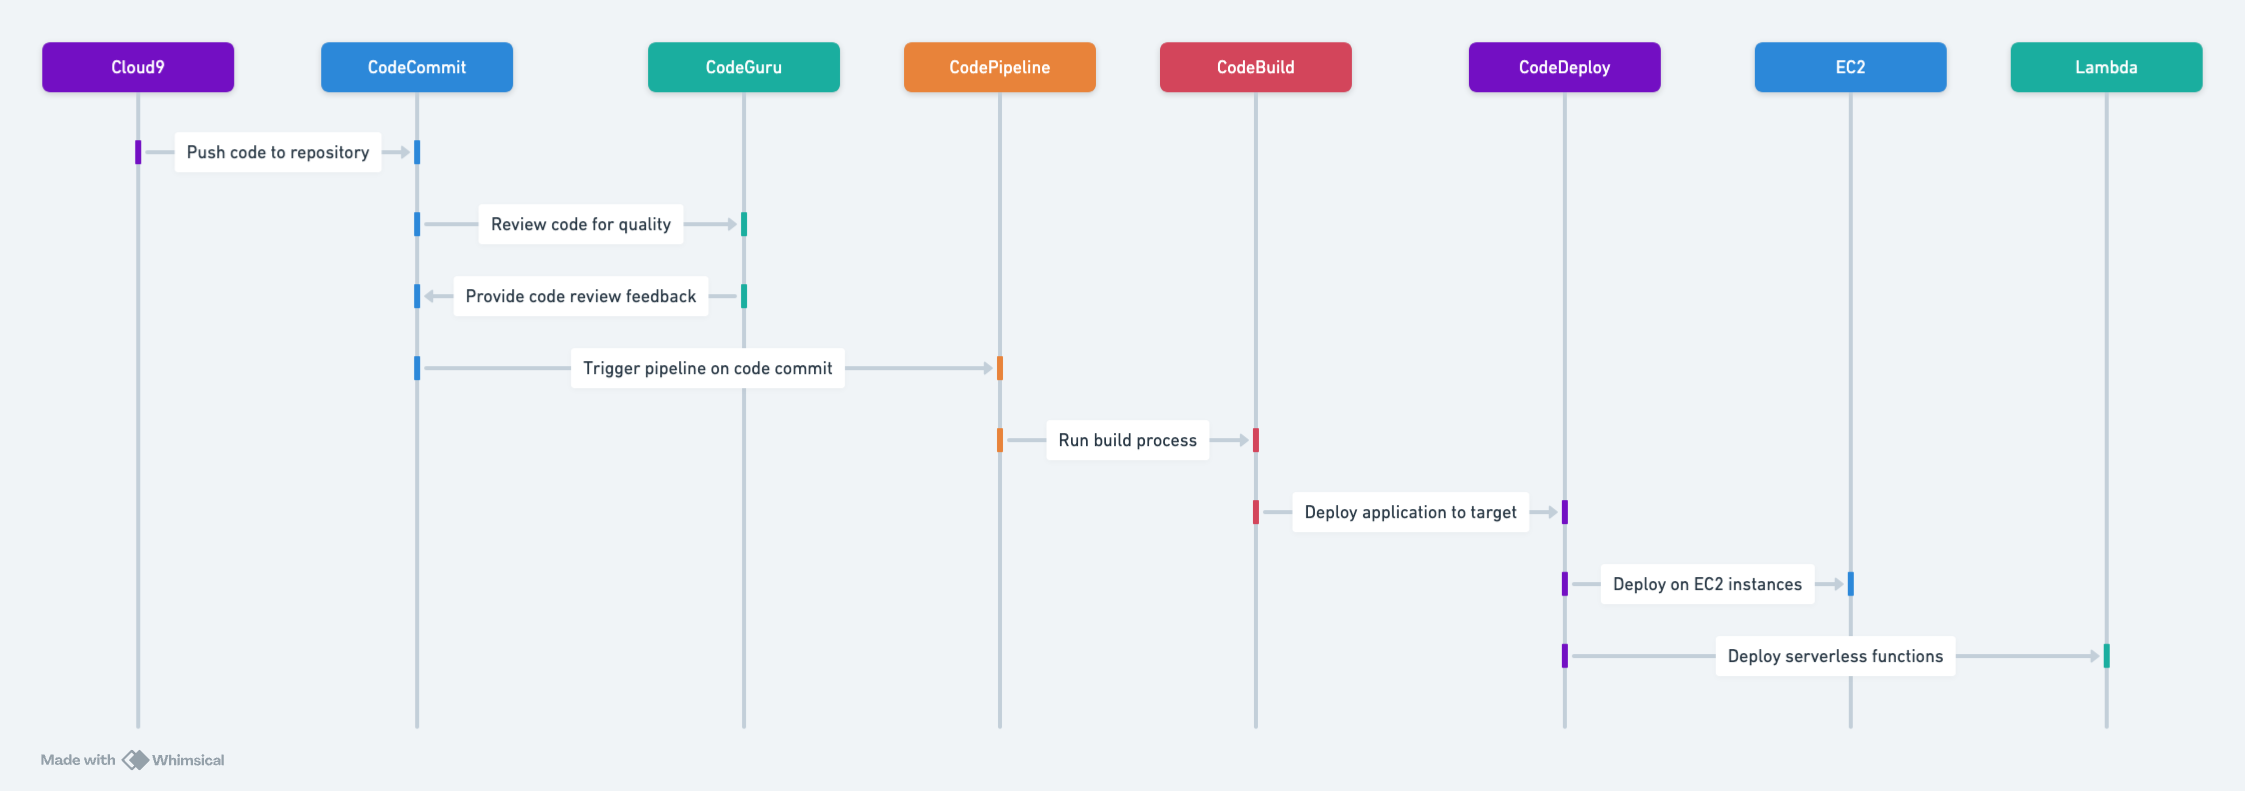 Cloud9
CodeCommit
CodeGuru
CodePipeline
CodeBuild
CodeDeploy
EC2
Lambda
Push code to repository
Review code for quality
Provide code review feedback
Trigger pipeline on code commit
Run build process
Deploy application to target
Deploy on EC2 instances
Deploy serverless functions
Made with Whimsical